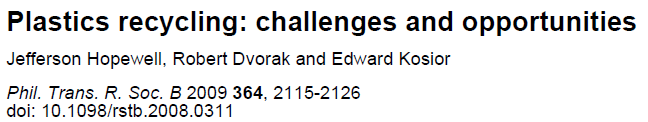 Plastics recycling: challenges and opportunities
Jefferson Hopewell, Robert Dvorak and Edward Kosior
Phil. Trans. R. Soc. B 2009 364, 2115-2126
doi: 10.1098/rstb.2008.0311